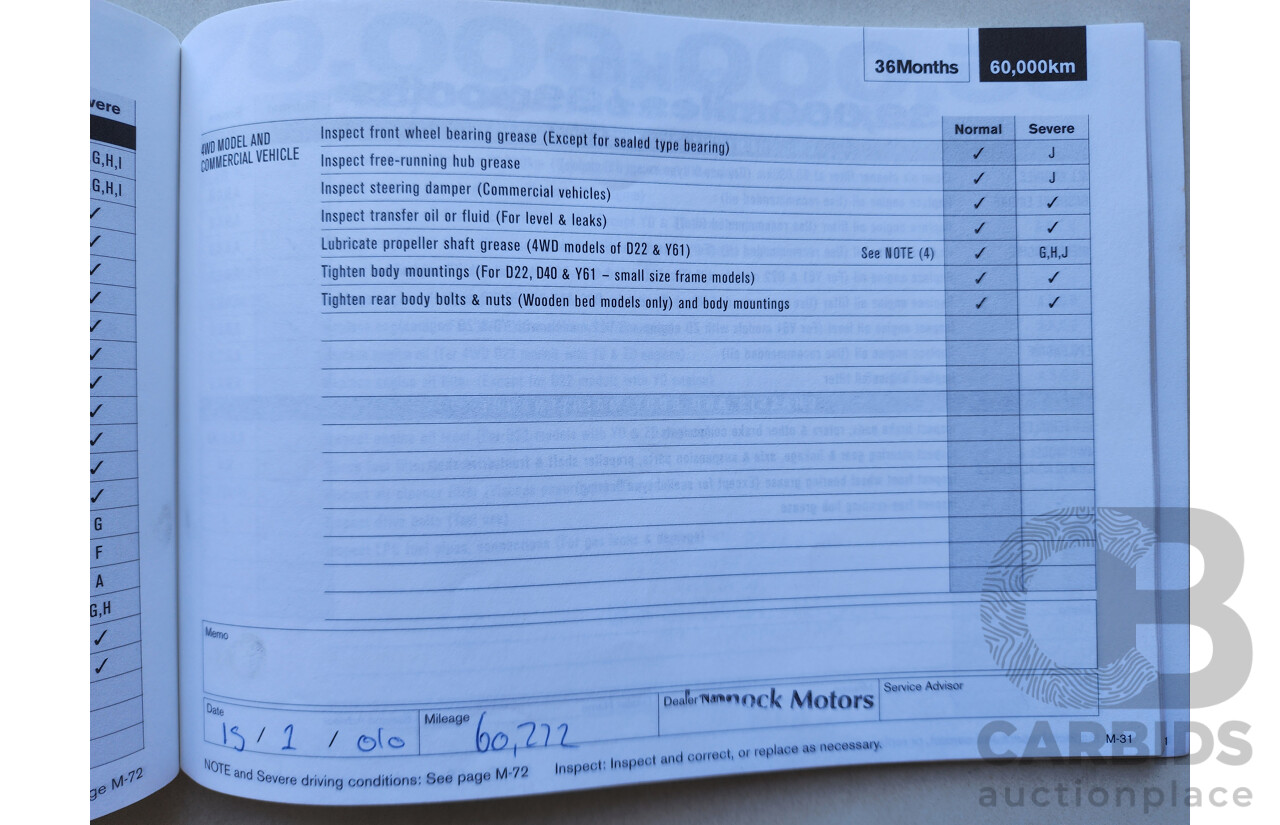 36Months 60,000km
vere
G,H,I
G,H,I
✓
✓
✓
✓
✓
✓
✓
✓
✓
✓
✓
G
F
A
G,H
✓
✓
ge M-72
Normal Severe
4WD MODEL AND
COMMERCIAL VEHICLE
Inspect front wheel bearing grease (Except for sealed type bearing) ✓ J
Inspect free-running hub grease ✓ J
Inspect steering damper (Commercial vehicles) ✓ ✓
Inspect transfer oil or fluid (For level & leaks) ✓ ✓
Lubricate propeller shaft grease (4WD models of D22 & Y61) See NOTE (4) ✓ G,H,J
Tighten body mountings (For D22, D40 & Y61 – small size frame models) ✓ ✓
Tighten rear body bolts & nuts (Wooden bed models only) and body mountings ✓ ✓
Memo
Date Mileage Dealer ock Motors Service Advisor
15 / 1 / 010 60,272
NOTE and Severe driving conditions: See page M-72 Inspect: Inspect and correct, or replace as necessary.
M-31
CARBIDS
auctionplace